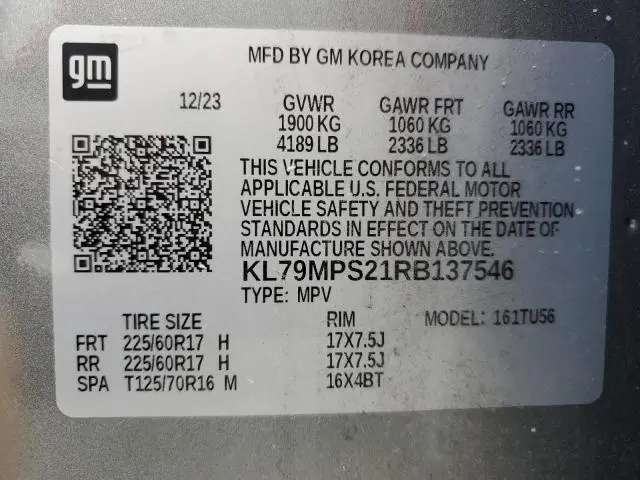 gm
MFD BY GM KOREA COMPANY
12/23 GVWR GAWR FRT GAWR RR
1900 KG 1060 KG 1060 KG
4189 LB 2336 LB 2336 LB
THIS VEHICLE CONFORMS TO ALL
APPLICABLE U.S. FEDERAL MOTOR
VEHICLE SAFETY AND THEFT PREVENTION
STANDARDS IN EFFECT ON THE DATE OF
MANUFACTURE SHOWN ABOVE.
KL79MPS21RB137546
TYPE: MPV
TIRE SIZE RIM MODEL: 161TU56
FRT 225/60R17 H 17X7.5J
RR 225/60R17 H 17X7.5J
SPA T125/70R16 M 16X4BT